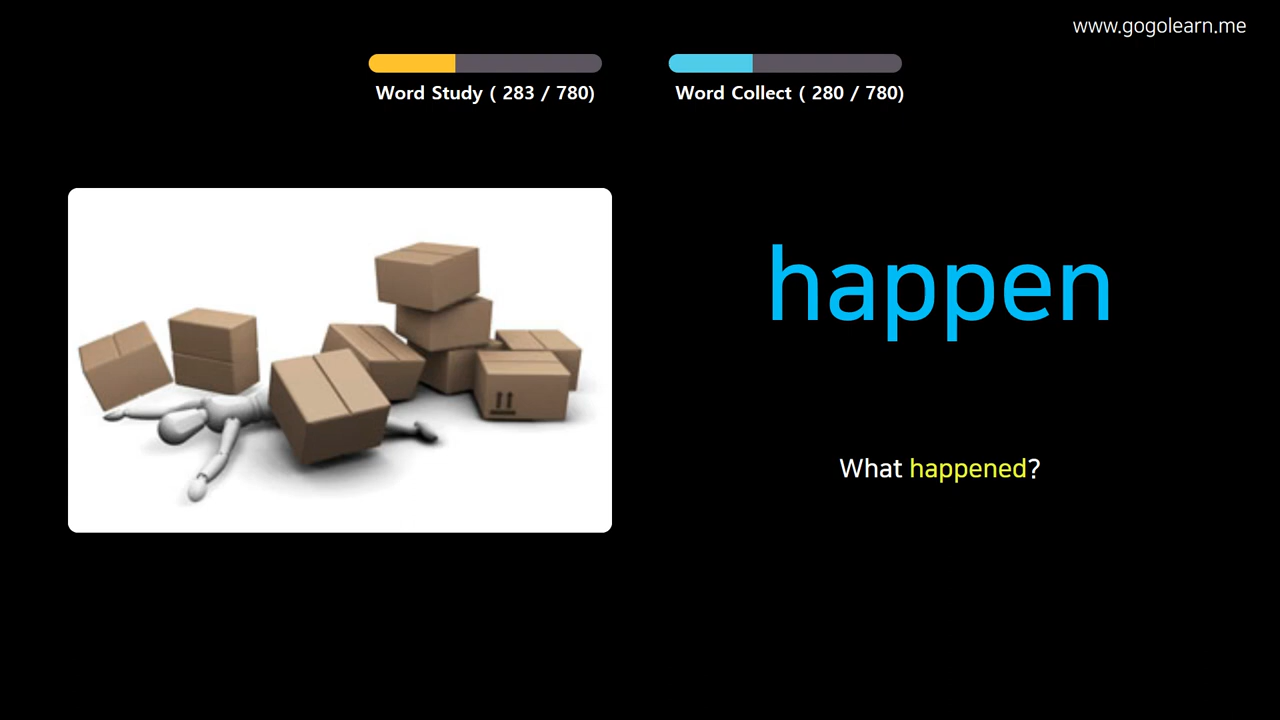 www.gogolearn.me
Word Study ( 283 / 780)
Word Collect ( 280 / 780)
happen
What happened?